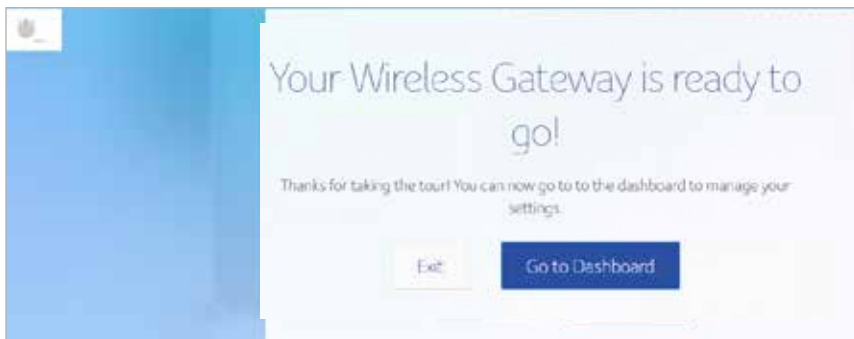 Your Wireless Gateway is ready to
go!
Thanks for taking the tour! You can now go to to the dashboard to manage your
settings.
Exit
Go to Dashboard